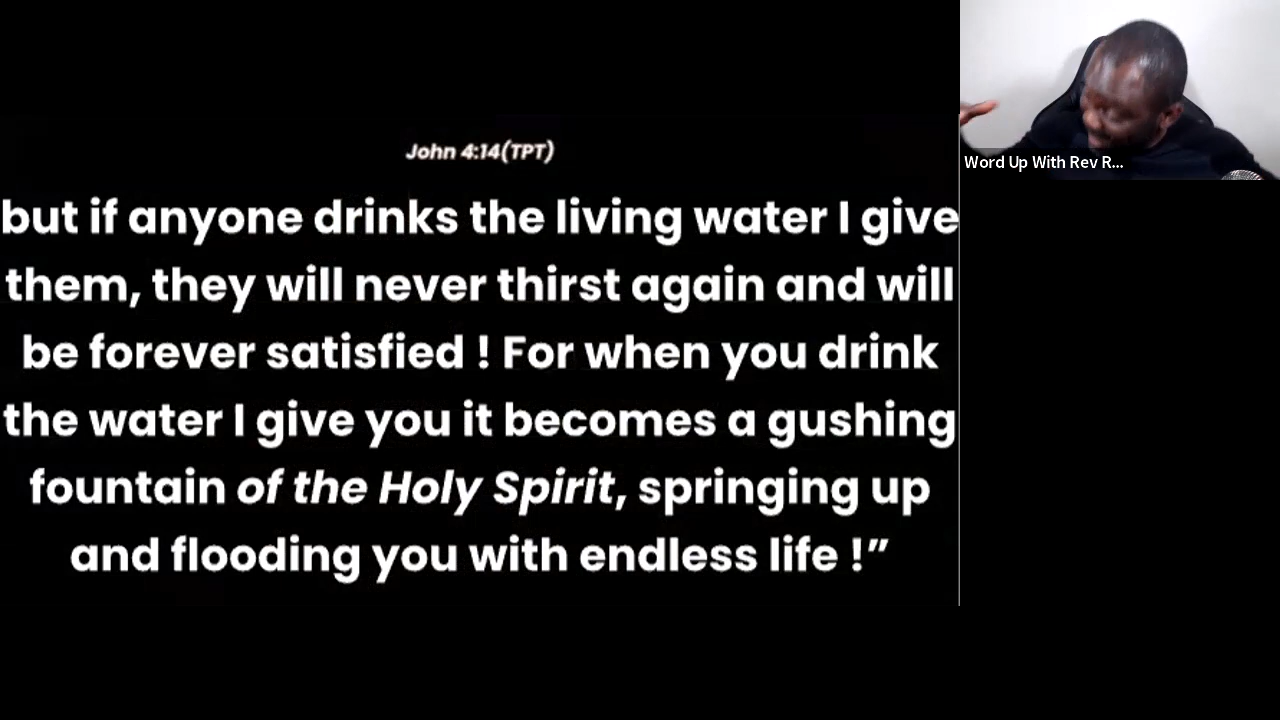 John 4:14(TPT)
but if anyone drinks the living water I give
them, they will never thirst again and will
be forever satisfied ! For when you drink
the water I give you it becomes a gushing
fountain of the Holy Spirit, springing up
and flooding you with endless life !”
Word Up With Rev R...